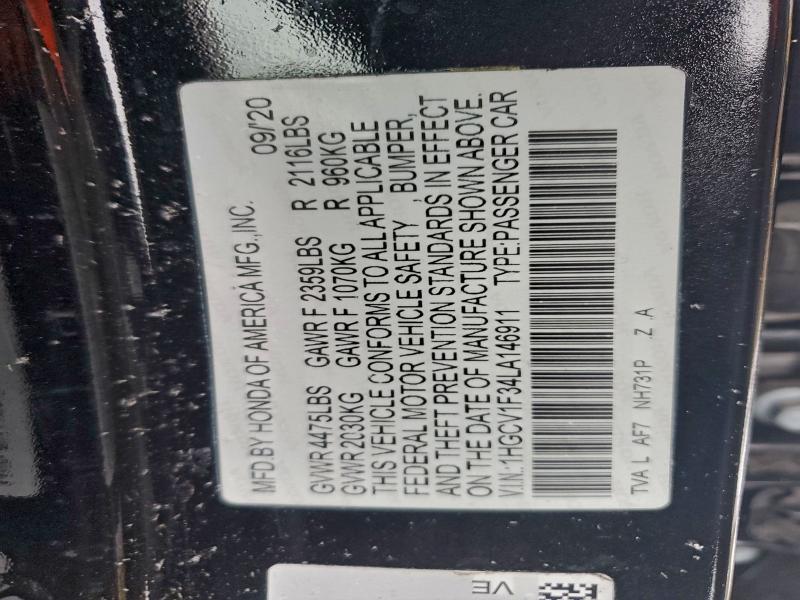 MFD.BY HONDA OF AMERICA MFG.,INC. 09/'20
GVWR 4475LBS GAWR F 2359LBS R 2116LBS
GVWR 2030KG GAWR F 1070KG R 960KG
THIS VEHICLE CONFORMS TO ALL APPLICABLE
FEDERAL MOTOR VEHICLE SAFETY , BUMPER,
AND THEFT PREVENTION STANDARDS IN EFFECT
ON THE DATE OF MANUFACTURE SHOWN ABOVE.
V.I.N.:1HGCV1F34LA146911 TYPE:PASSENGER CAR
TVA L AF7 NH731P .Z .A
VE